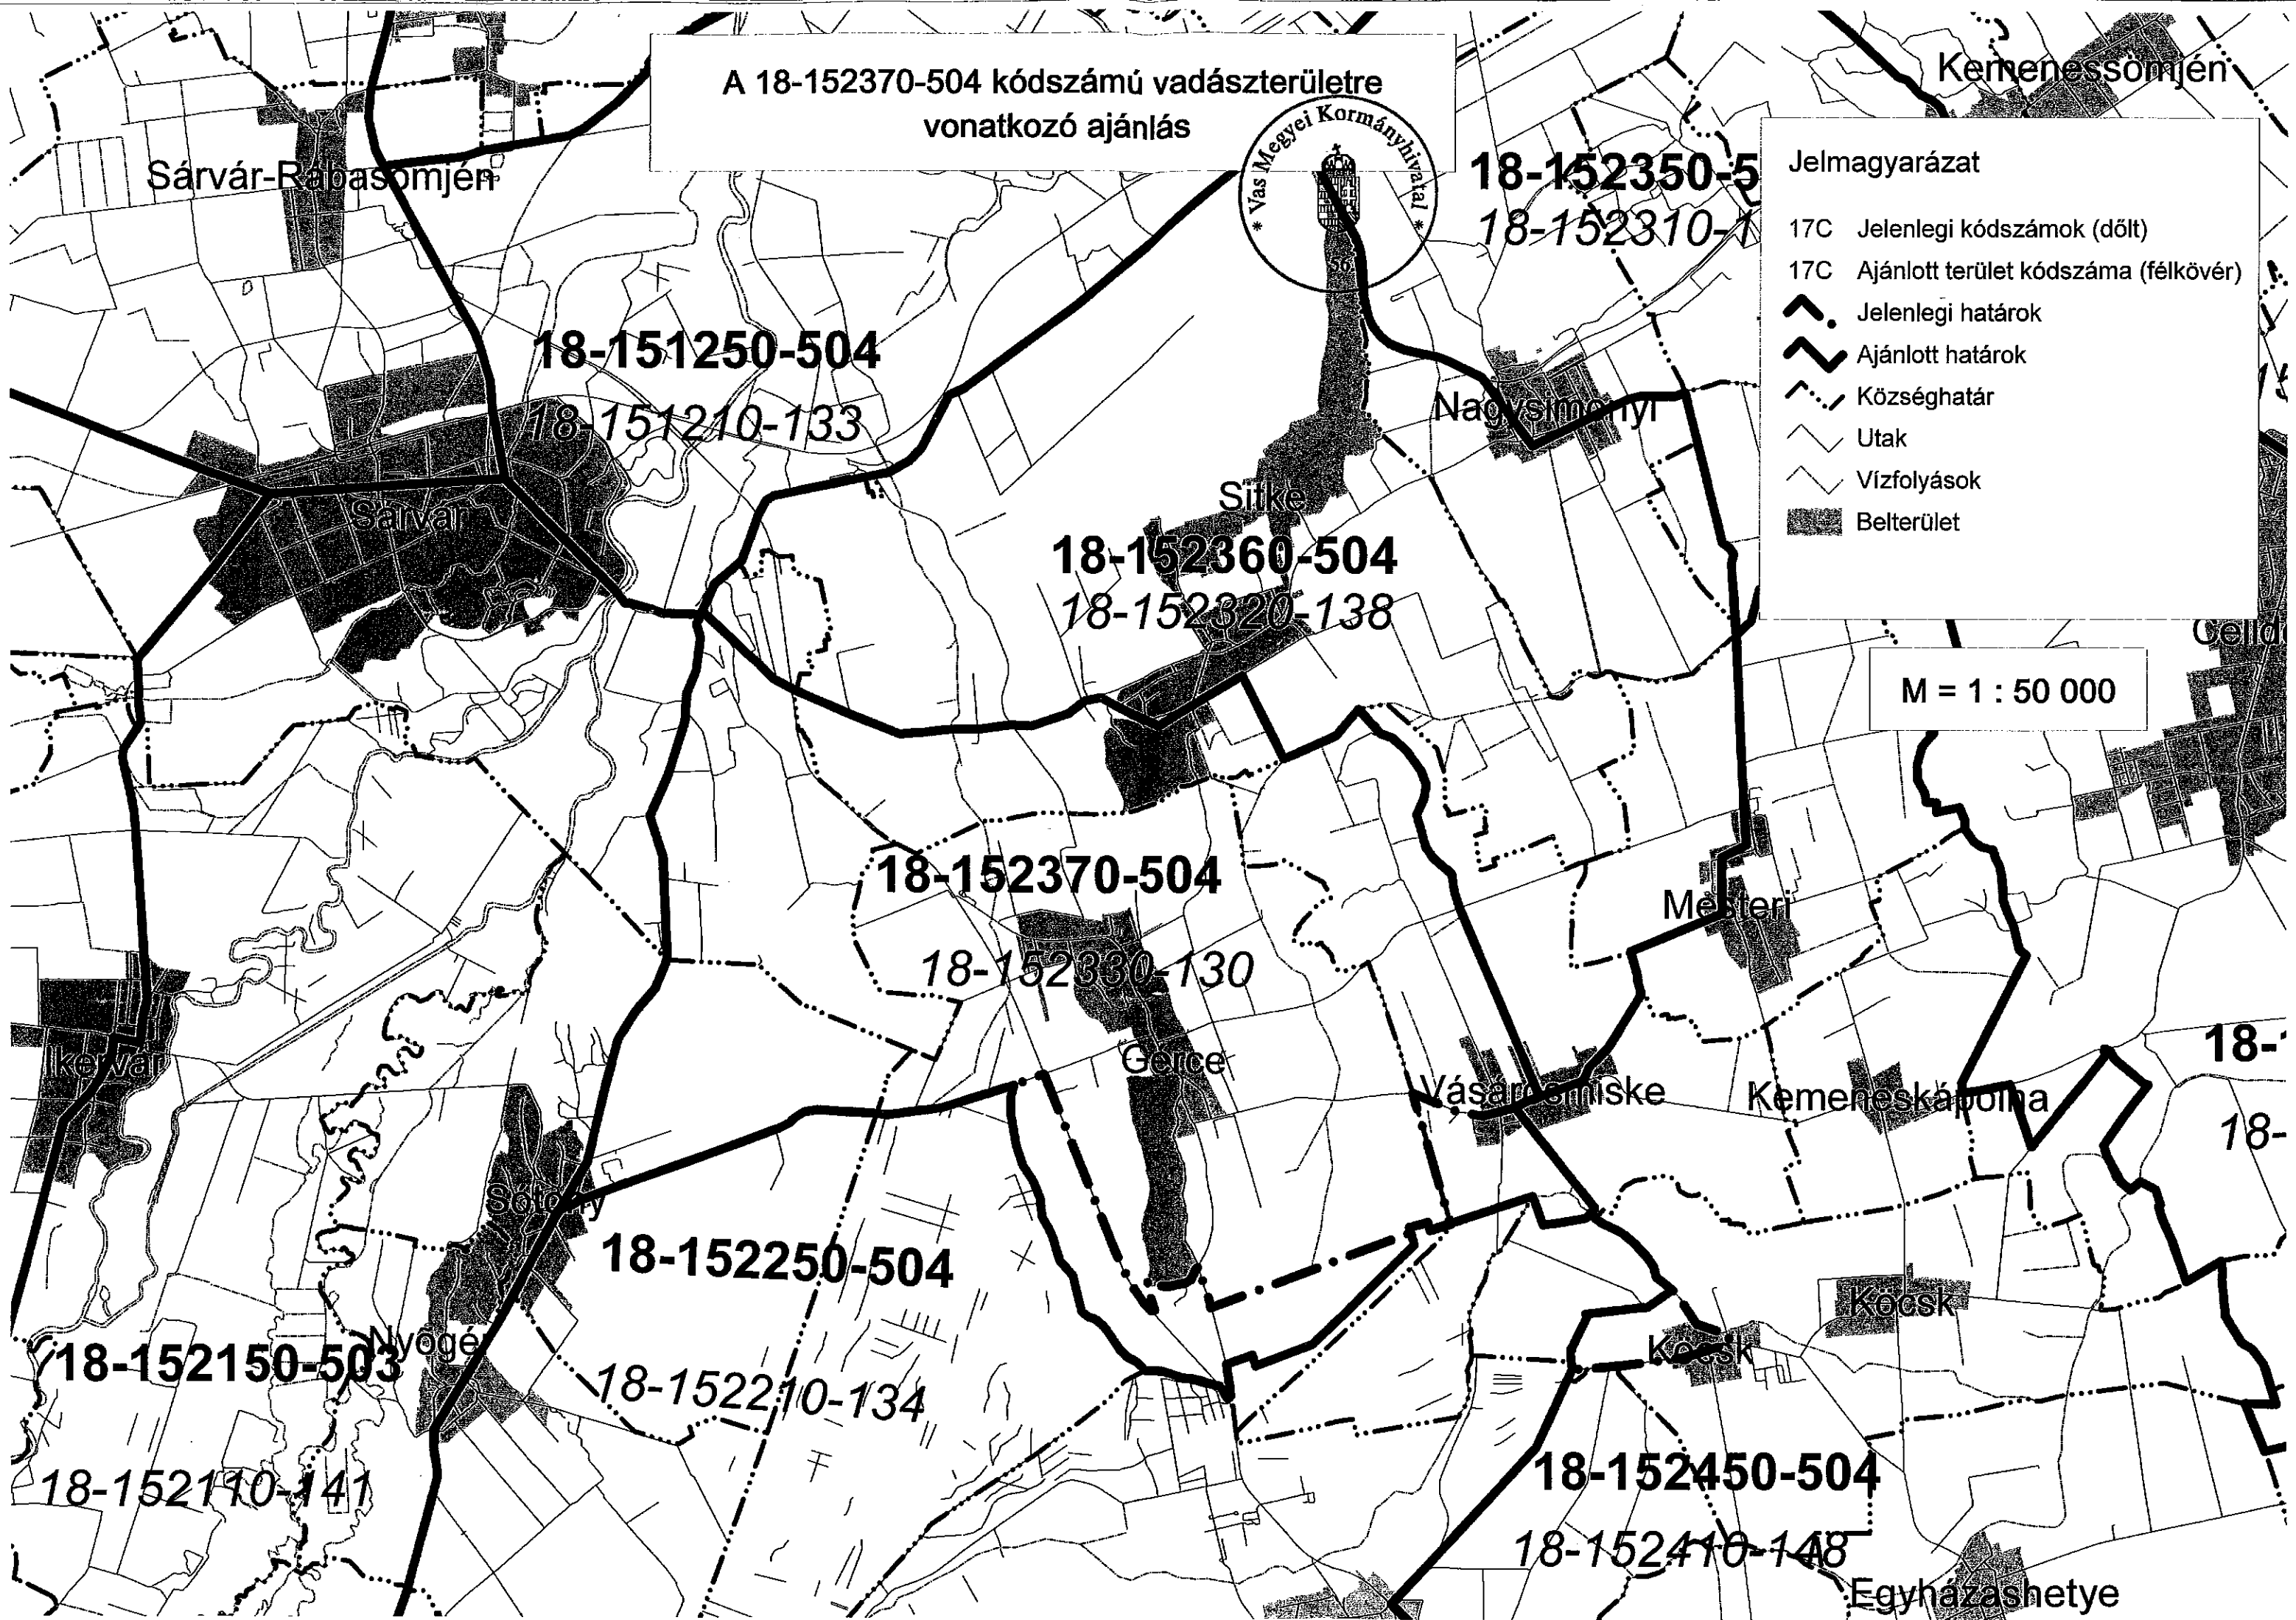 A 18-152370-504 kódszámú vadászterületre
vonatkozó ajánlás
Vas Megyei Kormányhivatal
56
Kemenessömjén
Sárvár-Rábasömjén
18-152350-5
18-152310-1
Jelmagyarázat
17C Jelenlegi kódszámok (dőlt)
17C Ajánlott terület kódszáma (félkövér)
Jelenlegi határok
Ajánlott határok
Községhatár
Utak
Vízfolyások
Belterület
18-151250-504
18-151210-133
Nagysimonyi
Sárvár
Sitke
18-152360-504
18-152320-138
Celld
M = 1 : 50 000
18-152370-504
18-152330-130
Mesteri
Ikervár
Gérce
Vásárosmiske
Kemeneskápolna
18-
18-
Sótony
18-152250-504
18-152210-134
Nyőgér
18-152150-503
18-152110-141
Köcsk
Köcsk
18-152450-504
18-152410-148
Egyházashetye